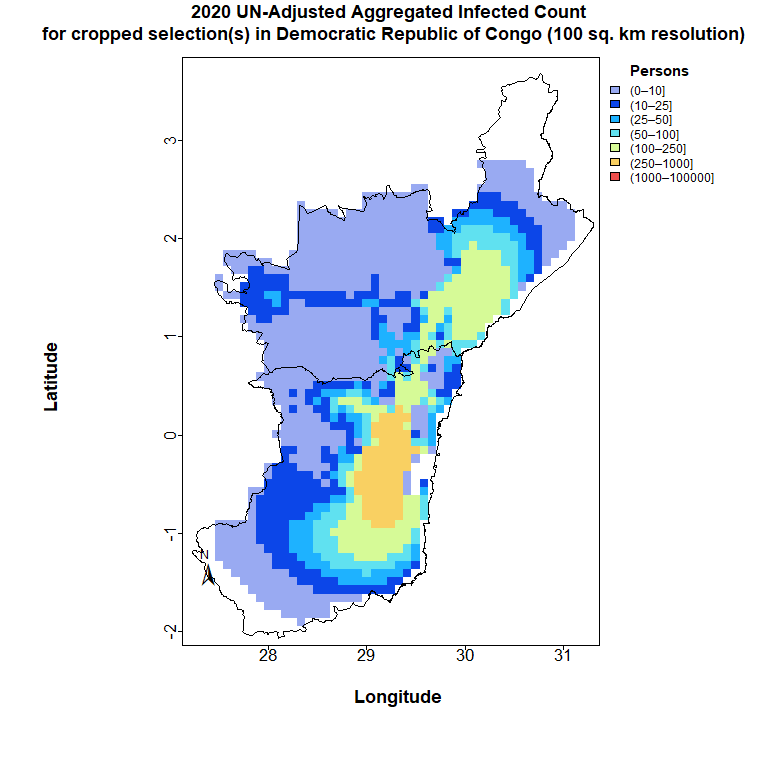 2020 UN-Adjusted Aggregated Infected Count
for cropped selection(s) in Democratic Republic of Congo (100 sq. km resolution)
Persons
(0–10]
(10–25]
(25–50]
(50–100]
(100–250]
(250–1000]
(1000–100000]
3
2
1
0
-1
-2
Latitude
N
28 29 30 31
Longitude